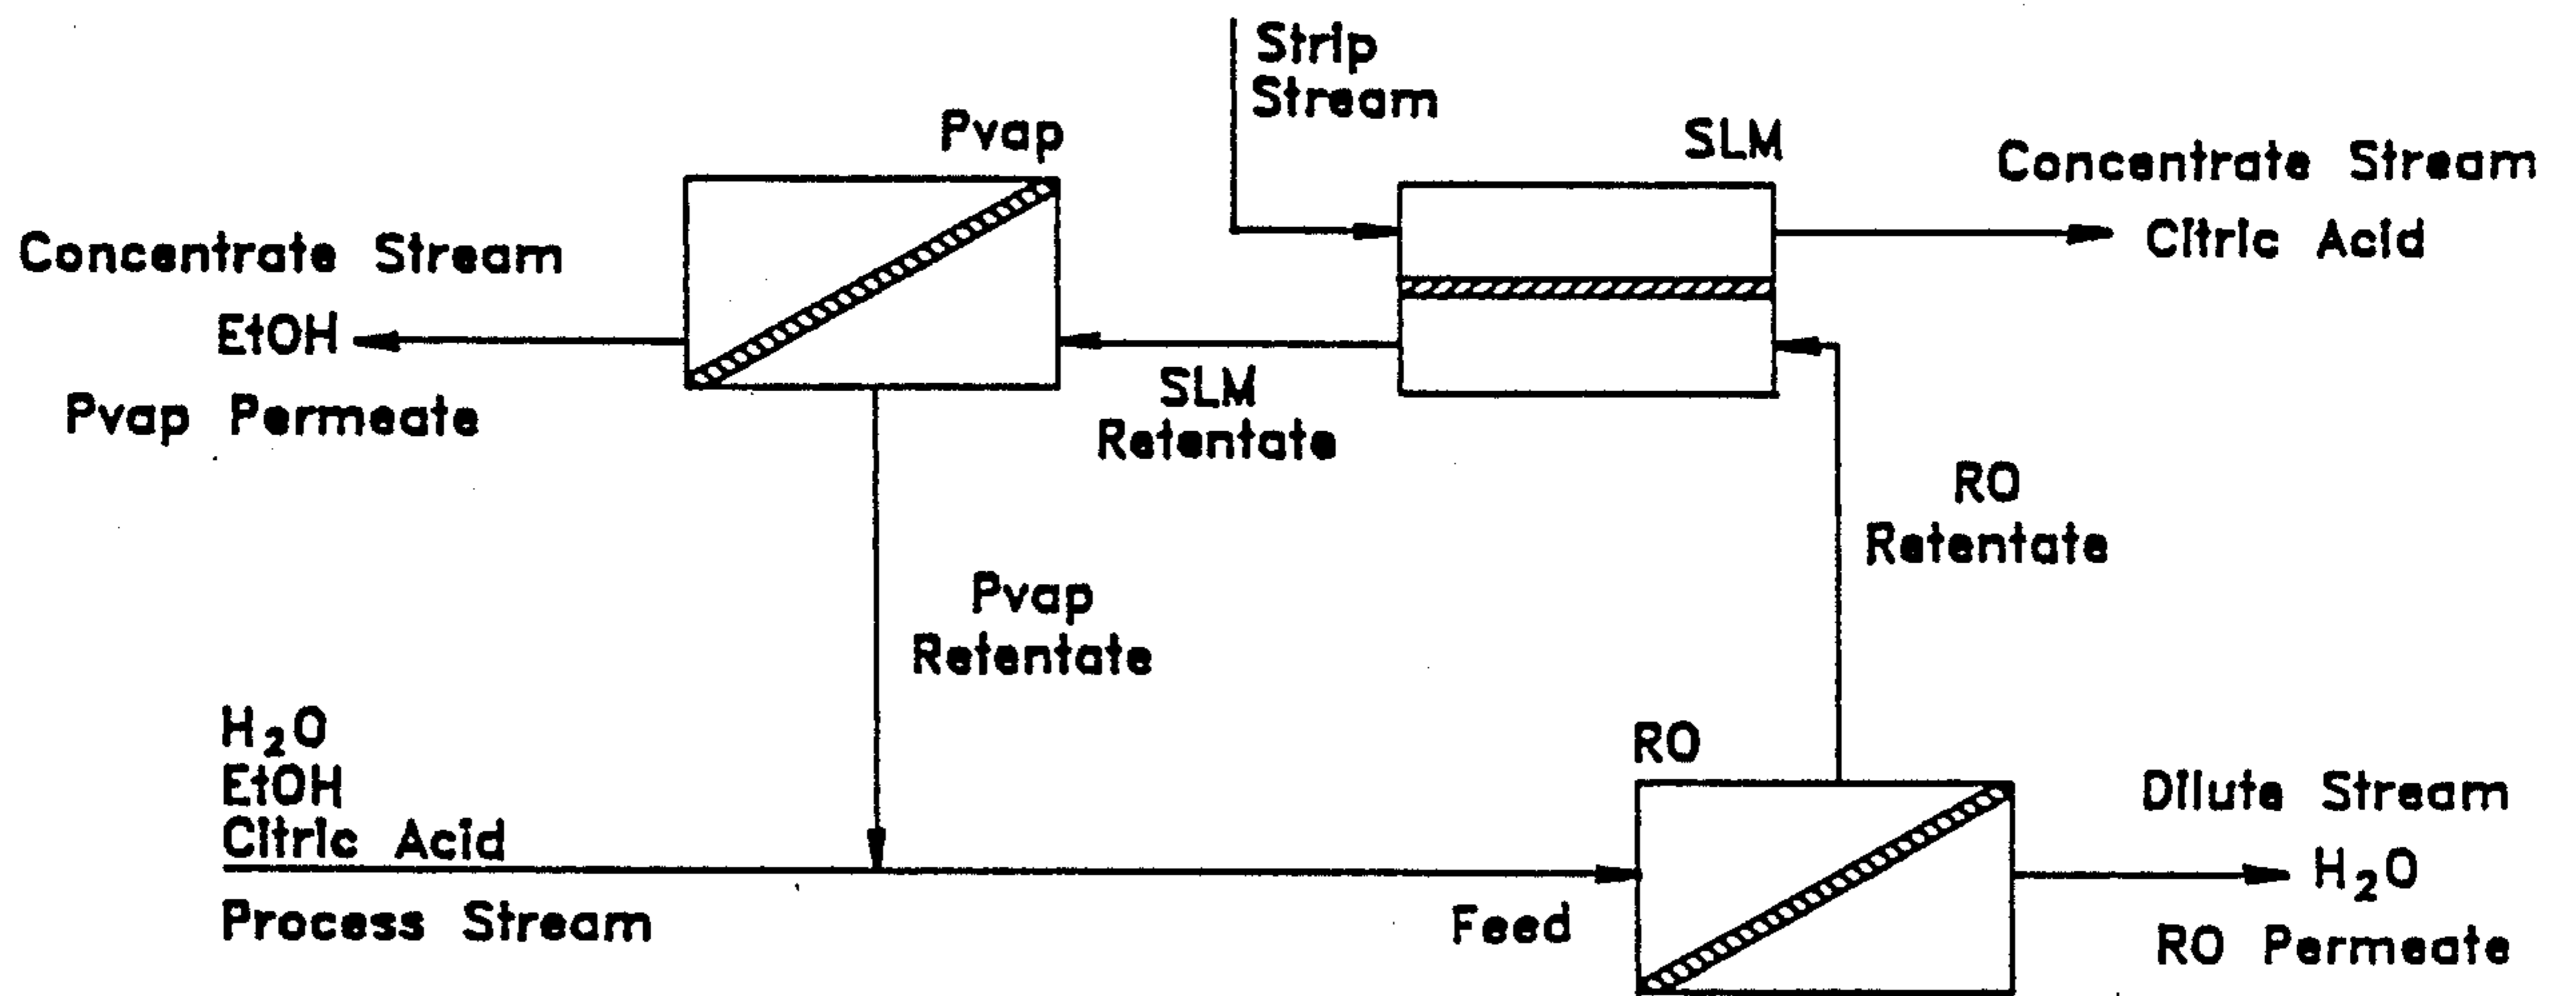 Strip
Stream
Pvap
SLM
Concentrate Stream
Citric Acid
Concentrate Stream
EtOH
Pvap Permeate
SLM
Retentate
RO
Retentate
Pvap
Retentate
H₂O
EtOH
Citric Acid
Process Stream
Feed
RO
Dilute Stream
H₂O
RO Permeate